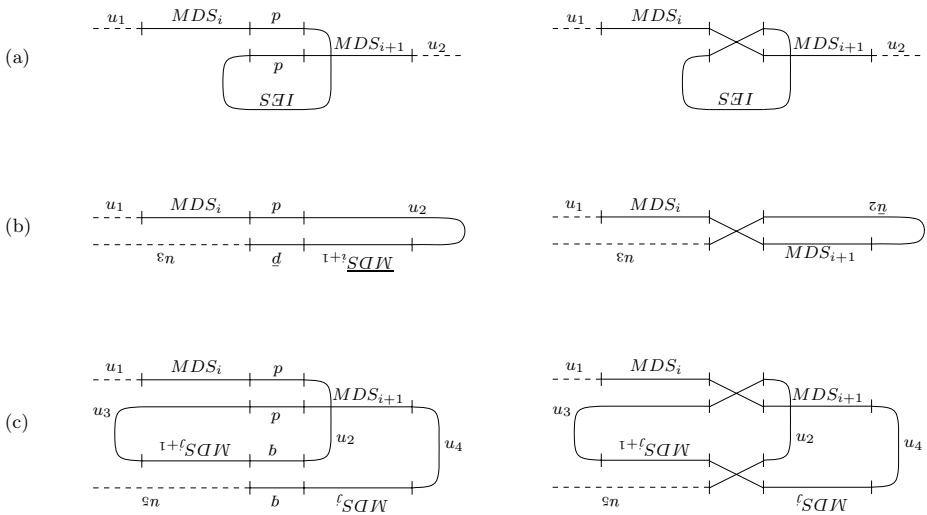 u₁ MDSᵢ p u₁ MDSᵢ
(a) MDSᵢ₊₁ u₂ MDSᵢ₊₁ u₂
p
IES IES
u₁ MDSᵢ p u₂ u₁ MDSᵢ ū₂
(b)
u₃ p̄ M̄D̄S̄ᵢ₊₁ u₃ MDSᵢ₊₁
u₁ MDSᵢ p u₁ MDSᵢ
MDSᵢ₊₁ MDSᵢ₊₁
u₃ p u₃
(c) u₂ u₄ u₂ u₄
MDSⱼ₊₁ q MDSⱼ₊₁
u₅ q MDSⱼ u₅ MDSⱼ